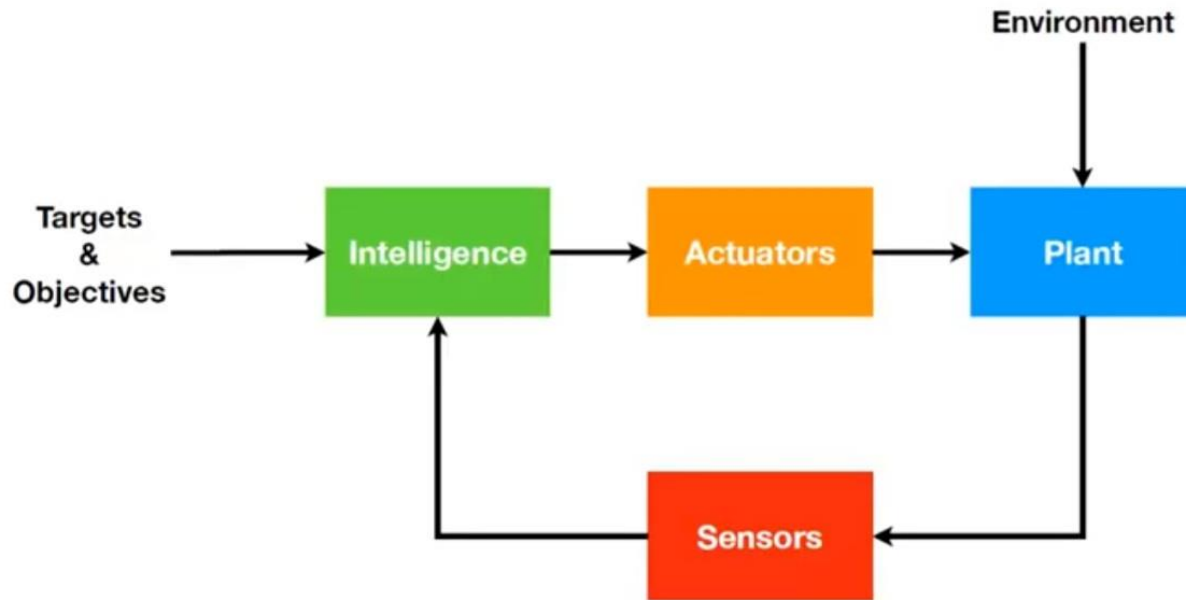 Environment
Targets
&
Objectives
Intelligence
Actuators
Plant
Sensors